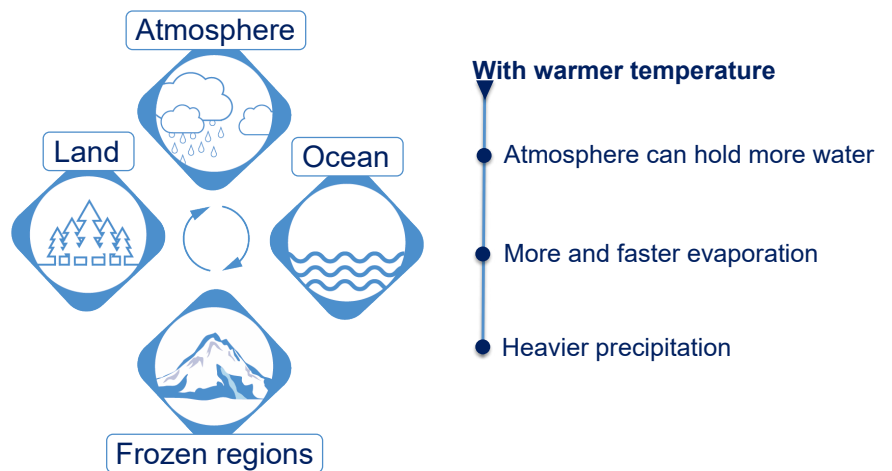 Atmosphere
Land
Ocean
Frozen regions
With warmer temperature
Atmosphere can hold more water
More and faster evaporation
Heavier precipitation